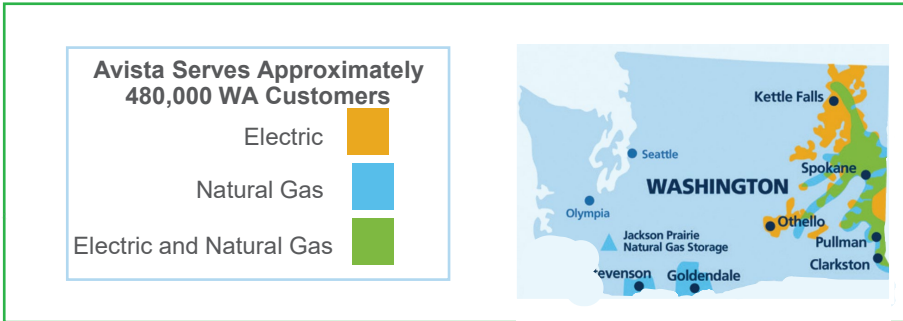 Avista Serves Approximately
480,000 WA Customers
Electric
Natural Gas
Electric and Natural Gas
Kettle Falls
Seattle
Spokane
WASHINGTON
Olympia
Othello
Jackson Prairie
Natural Gas Storage
Pullman
Clarkston
tevenson
Goldendale